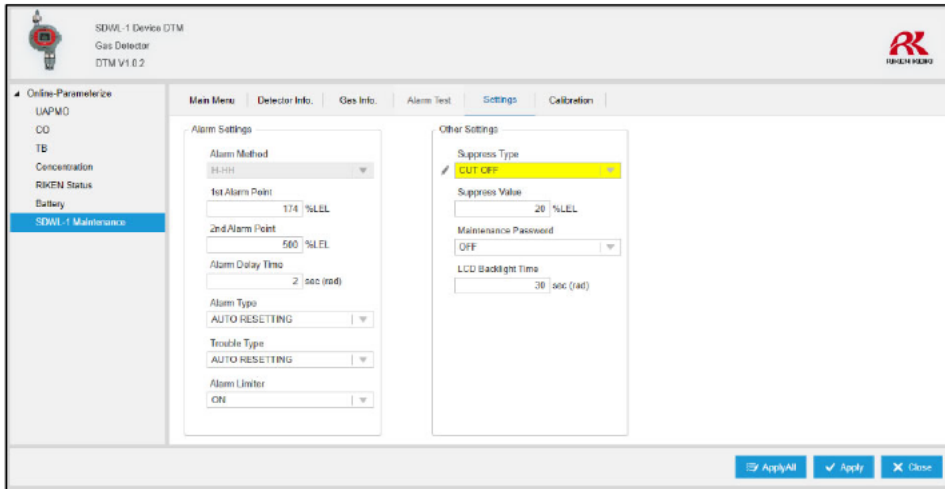 SDWL-1 Device DTM
Gas Detector
DTM V1.0.2
RIKEN KEIKI
Online-Parameterize
UAPMO
CO
TB
Concentration
RIKEN Status
Battery
SDWL-1 Maintenance
Main Menu Detector Info. Gas Info. Alarm Test Settings Calibration
Alarm Settings
Alarm Method
H-HH
1st Alarm Point
174 %LEL
2nd Alarm Point
500 %LEL
Alarm Delay Time
2 sec (rad)
Alarm Type
AUTO RESETTING
Trouble Type
AUTO RESETTING
Alarm Limiter
ON
Other Settings
Suppress Type
CUT OFF
Suppress Value
20 %LEL
Maintenance Password
OFF
LCD Backlight Time
30 sec (rad)
ApplyAll Apply Close